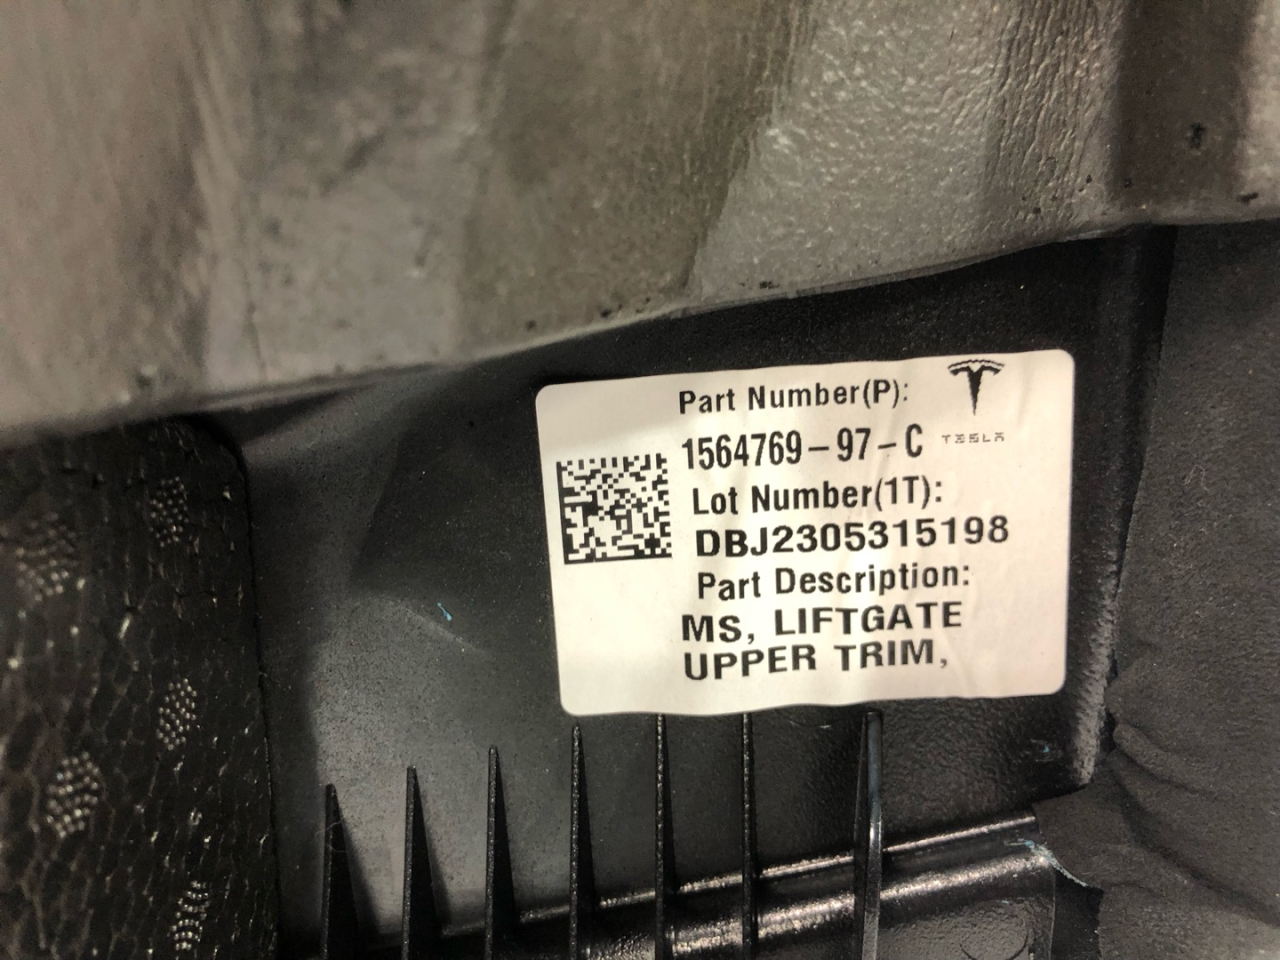 Part Number(P):
1564769-97-C
TESLA
Lot Number(1T):
DBJ2305315198
Part Description:
MS, LIFTGATE
UPPER TRIM,